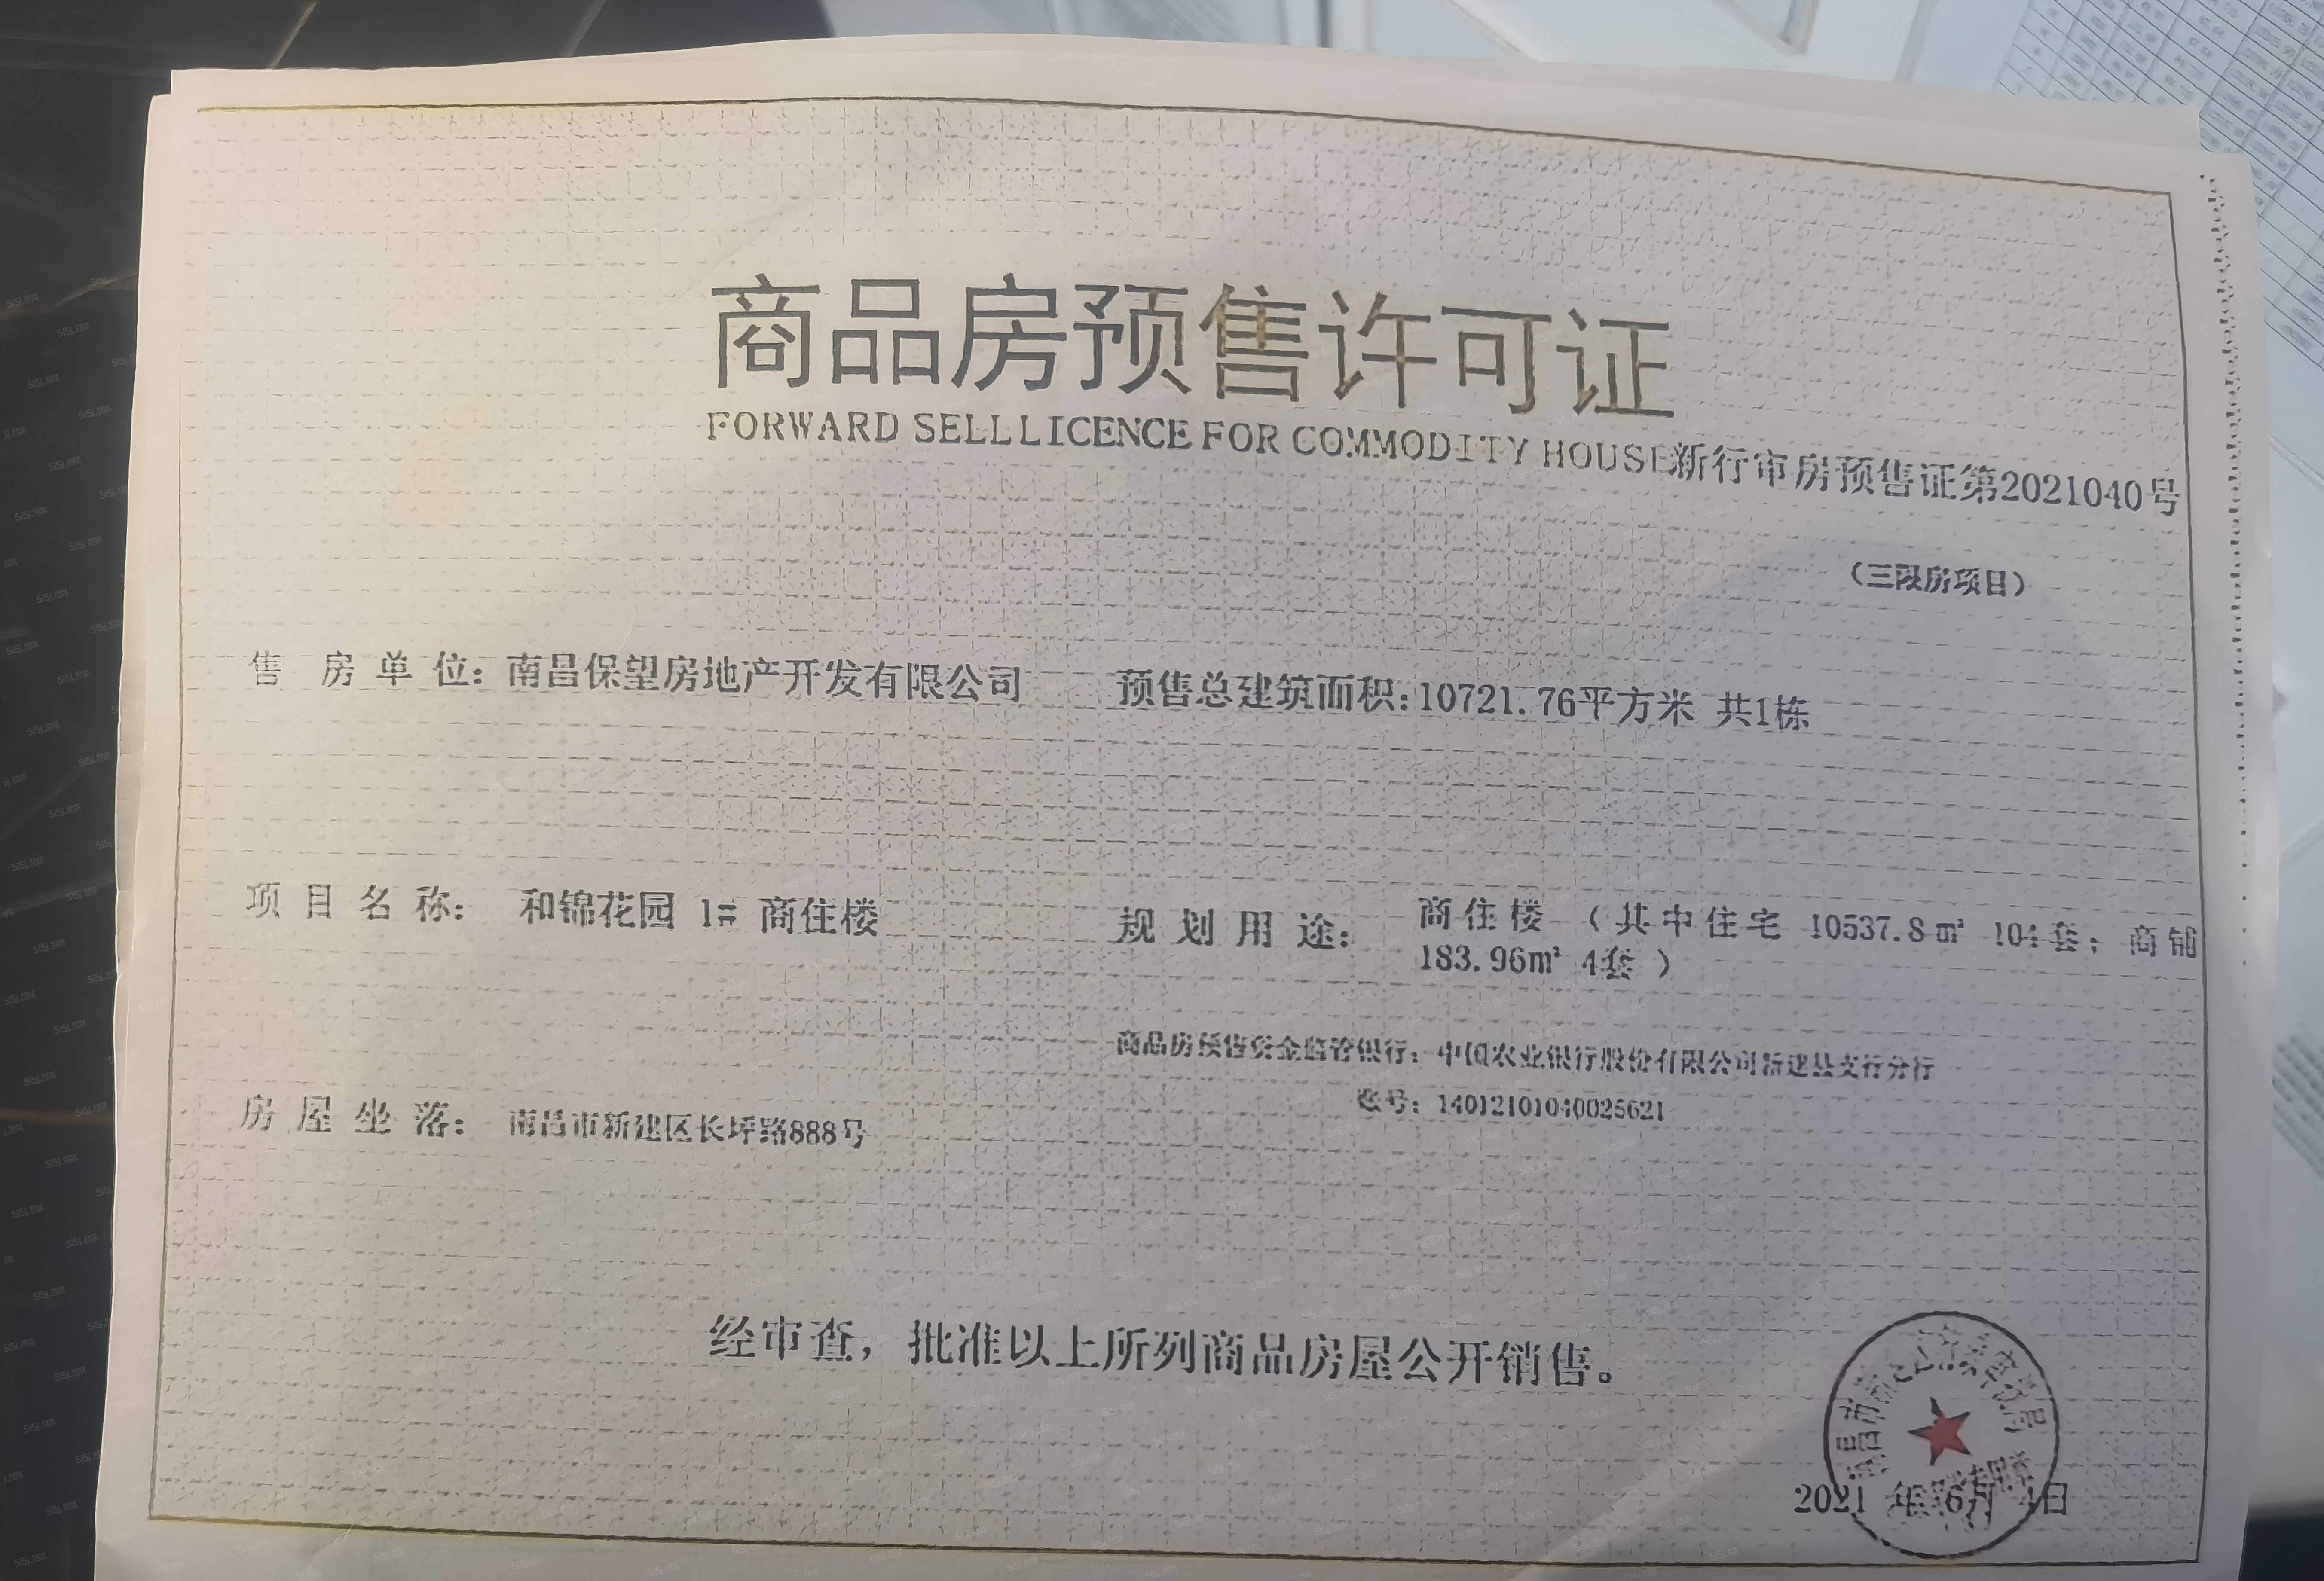 商品房预售许可证
FORWARD SELLLICENCE FOR COMMODITY HOUSE
新行审房预售证第2021040号
（三限房项目）
售房单位：南昌保望房地产开发有限公司 预售总建筑面积:10721.76平方米 共1栋
项目名称： 和锦花园 1# 商住楼
规划用途： 商住楼（其中住宅 10537.8㎡ 104套；商铺
183.96㎡ 4套）
商品房预售资金监管银行：中国农业银行股份有限公司新建县支行分行
账号：14012101040025621
房屋坐落： 南昌市新建区长堎路888号
经审查，批准以上所列商品房屋公开销售。
2021 年 6月 日